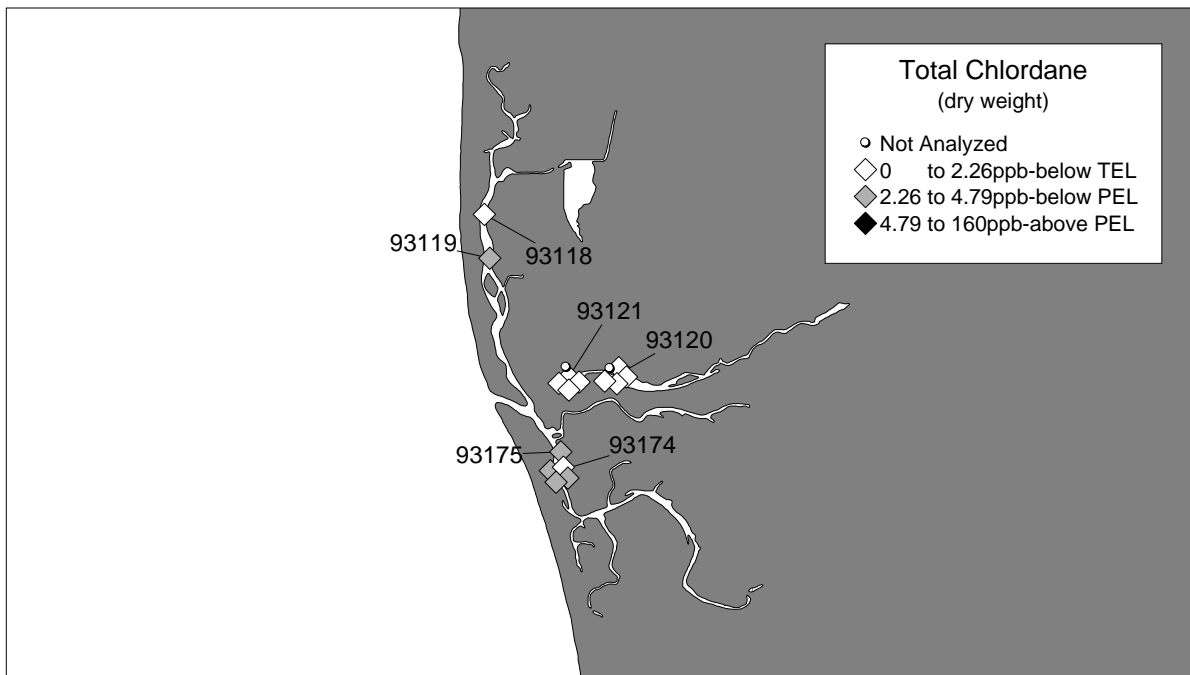 Total Chlordane
(dry weight)
Not Analyzed
0 to 2.26ppb-below TEL
2.26 to 4.79ppb-below PEL
4.79 to 160ppb-above PEL
93119
93118
93121
93120
93175
93174